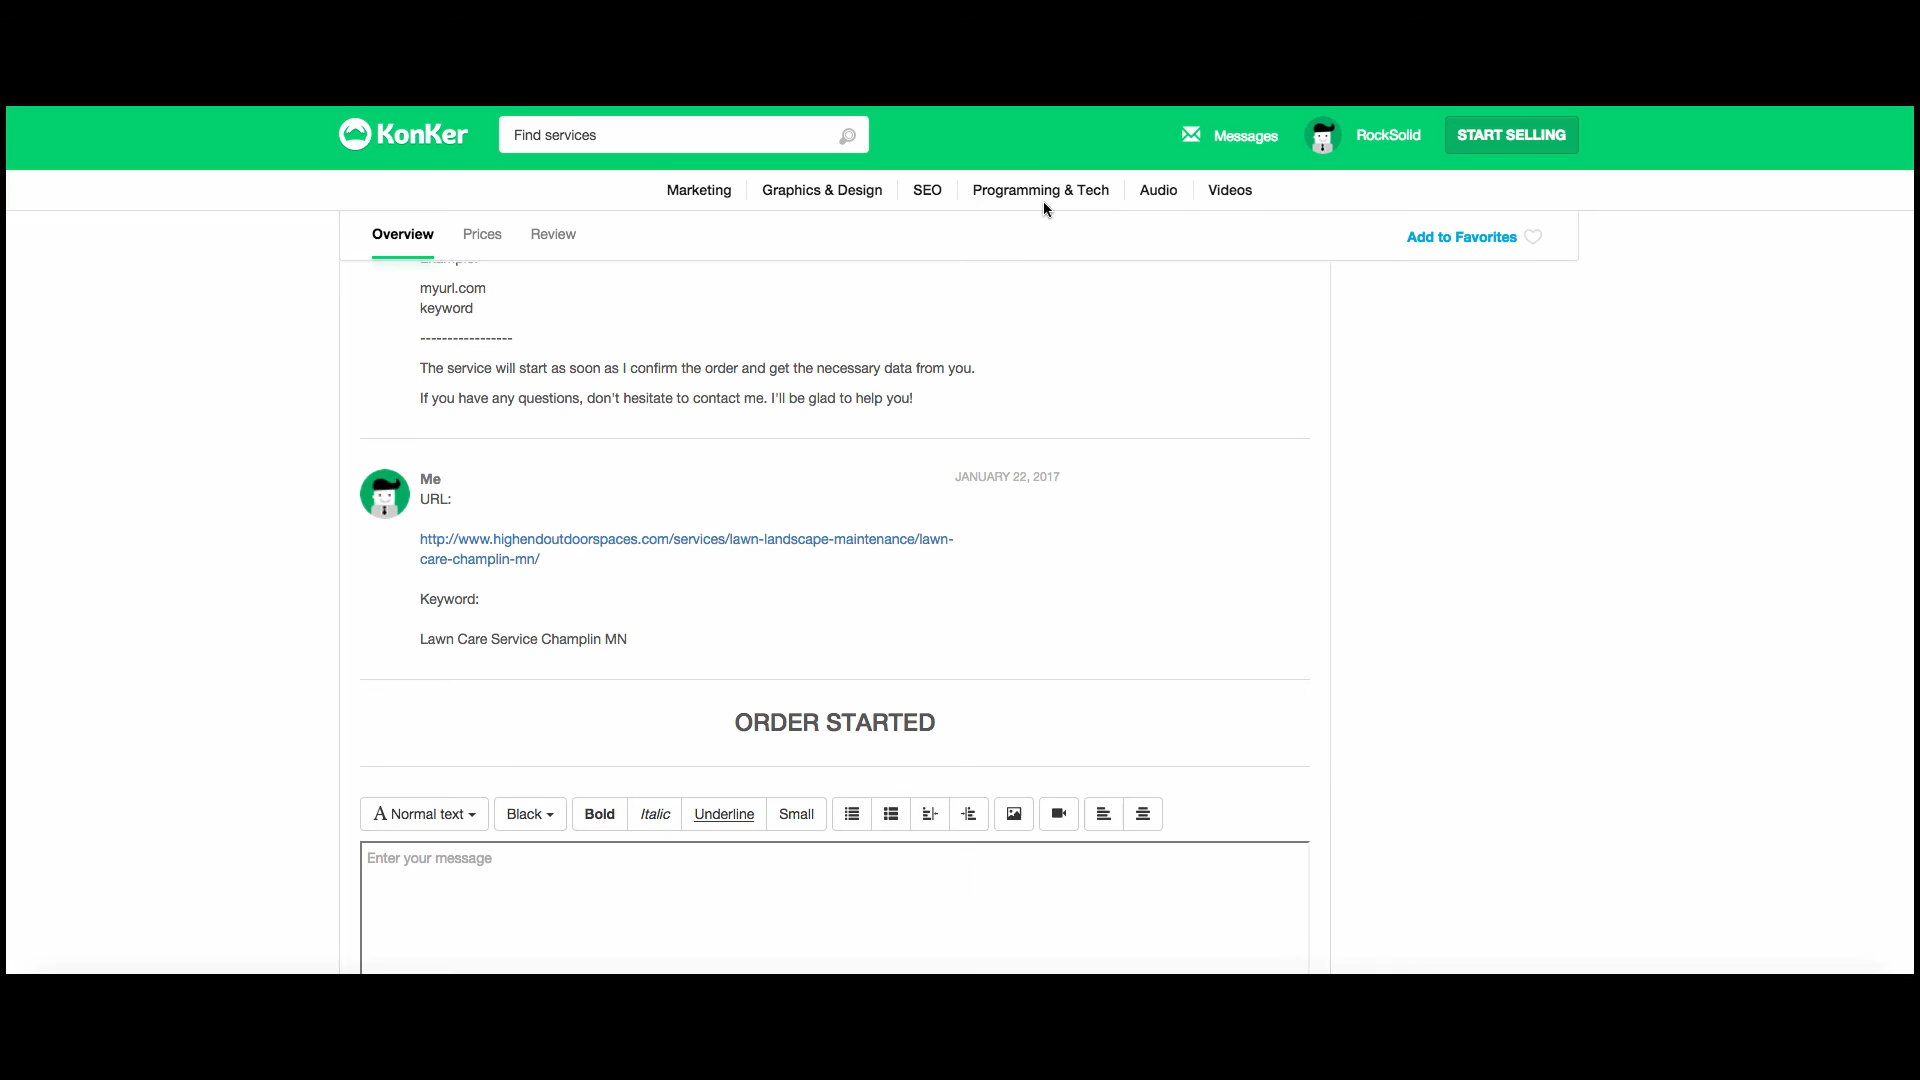 KonKer
Find services
Messages
RockSolid
START SELLING
Marketing
Graphics & Design
SEO
Programming & Tech
Audio
Videos
Overview
Prices
Review
Add to Favorites
myurl.com
keyword
-----------------
The service will start as soon as I confirm the order and get the necessary data from you.
If you have any questions, don't hesitate to contact me. I'll be glad to help you!
Me
JANUARY 22, 2017
URL:
http://www.highendoutdoorspaces.com/services/lawn-landscape-maintenance/lawn-
care-champlin-mn/
Keyword:
Lawn Care Service Champlin MN
ORDER STARTED
A Normal text
Black
Bold
Italic
Underline
Small
Enter your message